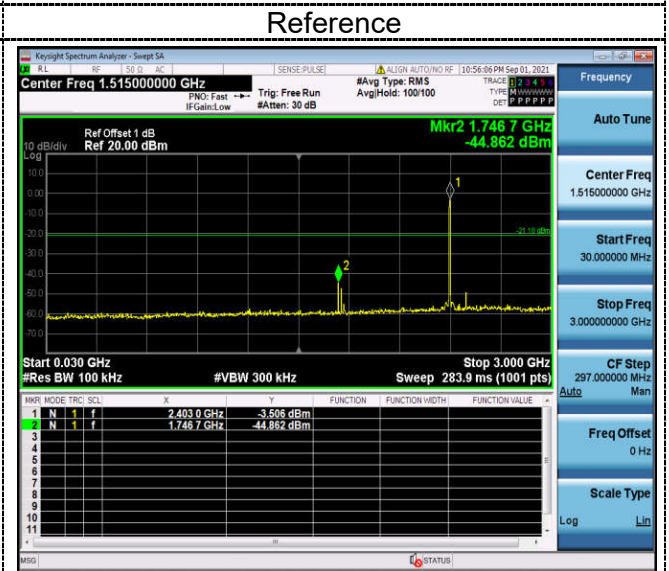 Reference
Keysight Spectrum Analyzer - Swept SA
RL RF 50 Ω AC SENSE:PULSE ALIGN AUTO/NO RF 10:56:06 PM Sep 01, 2021
Center Freq 1.515000000 GHz
PNO: Fast Trig: Free Run
IFGain:Low #Atten: 30 dB
#Avg Type: RMS
Avg|Hold: 100/100
TRACE 1 2 3 4 5 6
TYPE M W W W W W
DET P P P P P P
Frequency
Auto Tune
Center Freq
1.515000000 GHz
Start Freq
30.000000 MHz
Stop Freq
3.000000000 GHz
CF Step
297.000000 MHz
Auto Man
Freq Offset
0 Hz
Scale Type
Log Lin
Mkr2 1.746 7 GHz
-44.862 dBm
Ref Offset 1 dB
10 dB/div Ref 20.00 dBm
Log
10.0
0.00
-10.0
-20.0
-30.0
-40.0
-50.0
-60.0
-70.0
1
-21.10 dBm
2
Start 0.030 GHz Stop 3.000 GHz
#Res BW 100 kHz #VBW 300 kHz Sweep 283.9 ms (1001 pts)
MKR MODE TRC SCL X Y FUNCTION FUNCTION WIDTH FUNCTION VALUE
1 N 1 f 2.403 0 GHz -3.506 dBm
2 N 1 f 1.746 7 GHz -44.862 dBm
3
4
5
6
7
8
9
10
11
MSG STATUS